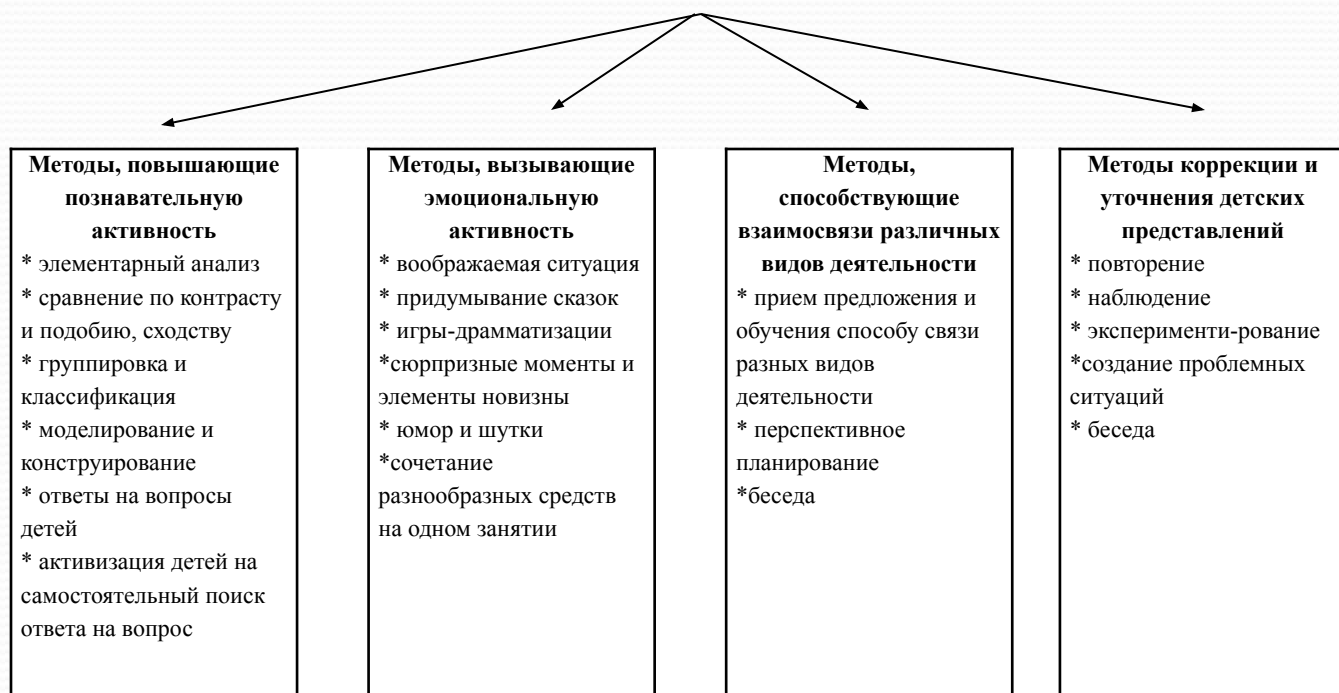 Методы, повышающие
познавательную
активность
* элементарный анализ
* сравнение по контрасту
и подобию, сходству
* группировка и
классификация
* моделирование и
конструирование
* ответы на вопросы
детей
* активизация детей на
самостоятельный поиск
ответа на вопрос
Методы, вызывающие
эмоциональную
активность
* воображаемая ситуация
* придумывание сказок
* игры-драмматизации
*сюрпризные моменты и
элементы новизны
* юмор и шутки
*сочетание
разнообразных средств
на одном занятии
Методы,
способствующие
взаимосвязи различных
видов деятельности
* прием предложения и
обучения способу связи
разных видов
деятельности
* перспективное
планирование
*беседа
Методы коррекции и
уточнения детских
представлений
* повторение
* наблюдение
* эксперименти-рование
*создание проблемных
ситуаций
* беседа